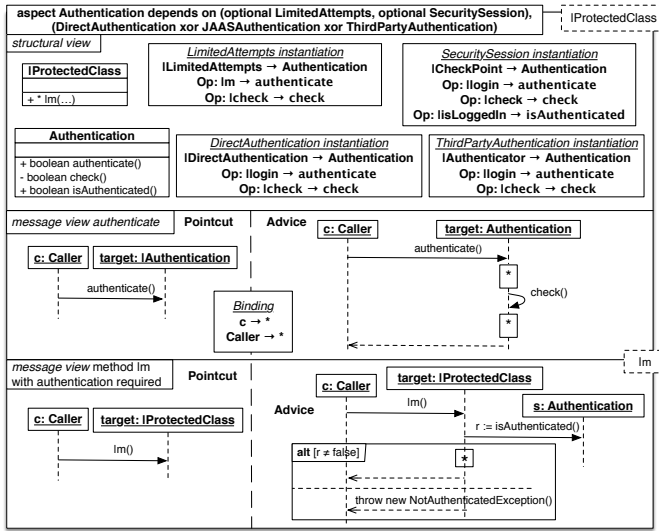 aspect Authentication depends on (optional LimitedAttempts, optional SecuritySession),
(DirectAuthentication xor JAASAuthentication xor ThirdPartyAuthentication)
|ProtectedClass
structural view
|ProtectedClass
+ * |m(...)
LimitedAttempts instantiation
|LimitedAttempts → Authentication
Op: |m → authenticate
Op: |check → check
SecuritySession instantiation
|CheckPoint → Authentication
Op: |login → authenticate
Op: |check → check
Op: |isLoggedIn → isAuthenticated
Authentication
+ boolean authenticate()
- boolean check()
+ boolean isAuthenticated()
DirectAuthentication instantiation
|DirectAuthentication → Authentication
Op: |login → authenticate
Op: |check → check
ThirdPartyAuthentication instantiation
|Authenticator → Authentication
Op: |login → authenticate
Op: |check → check
message view authenticate
Pointcut
Advice
c: Caller
target: |Authentication
authenticate()
Binding
c → *
Caller → *
c: Caller
target: Authentication
authenticate()
*
check()
*
|m
message view method |m
with authentication required
Pointcut
Advice
c: Caller
target: |ProtectedClass
|m()
c: Caller
target: |ProtectedClass
s: Authentication
|m()
r := isAuthenticated()
alt [r ≠ false]
*
throw new NotAuthenticatedException()